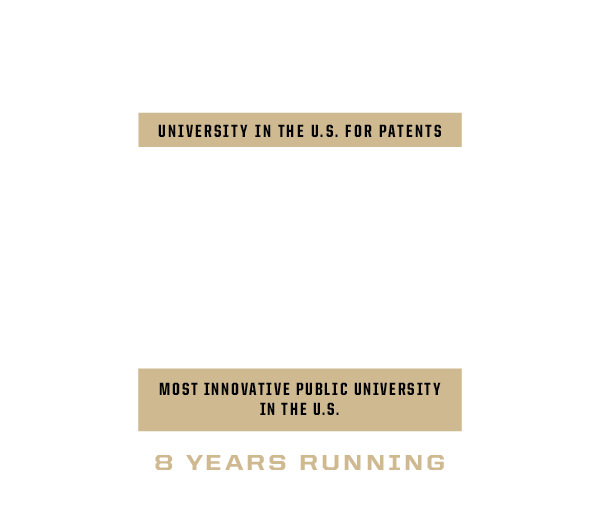 UNIVERSITY IN THE U.S. FOR PATENTS
MOST INNOVATIVE PUBLIC UNIVERSITY
IN THE U.S.
8 YEARS RUNNING